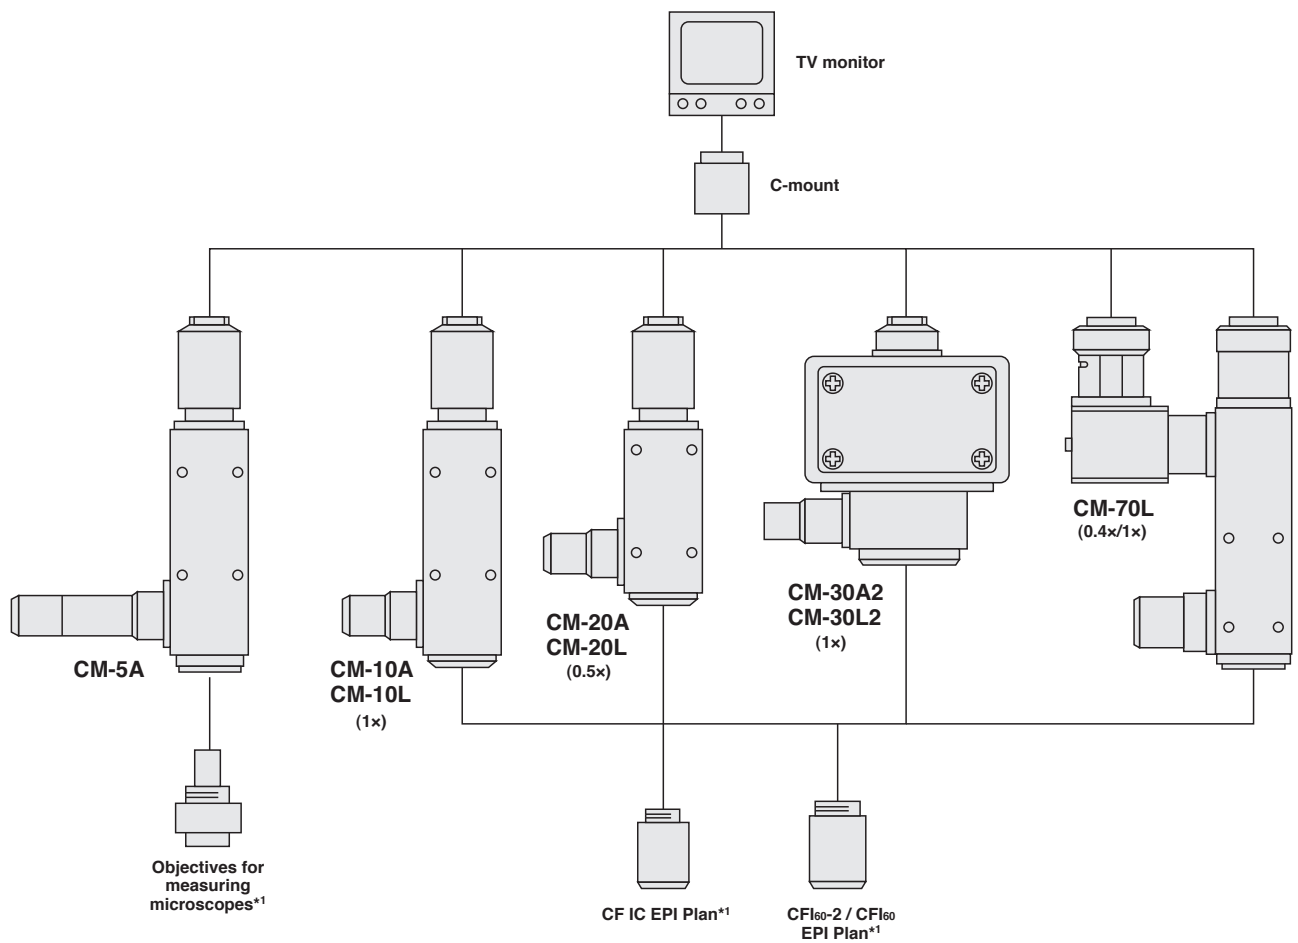 TV monitor
C-mount
CM-5A
CM-10A
CM-10L
(1×)
CM-20A
CM-20L
(0.5×)
CM-30A2
CM-30L2
(1×)
CM-70L
(0.4×/1×)
Objectives for
measuring
microscopes*1
CF IC EPI Plan*1
CFI60-2 / CFI60
EPI Plan*1